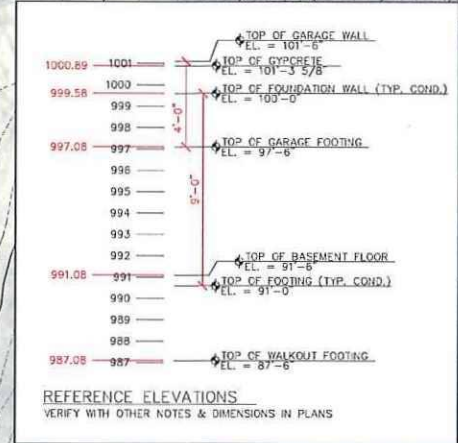 TOP OF GARAGE WALL
EL. = 101'-6"
1000.89 1001 TOP OF GYPCRETE
EL. = 101'-3 5/8"
1000
999.58 TOP OF FOUNDATION WALL (TYP. COND.)
EL. = 100'-0"
999
4'-0"
998
997.08 997 TOP OF GARAGE FOOTING
EL. = 97'-6"
996
9'-0"
995
994
993
992 TOP OF BASEMENT FLOOR
EL. = 91'-6"
991.08 991 TOP OF FOOTING (TYP. COND.)
EL. = 91'-0"
990
989
988
987.08 987 TOP OF WALKOUT FOOTING
EL. = 87'-6"
REFERENCE ELEVATIONS
VERIFY WITH OTHER NOTES & DIMENSIONS IN PLANS